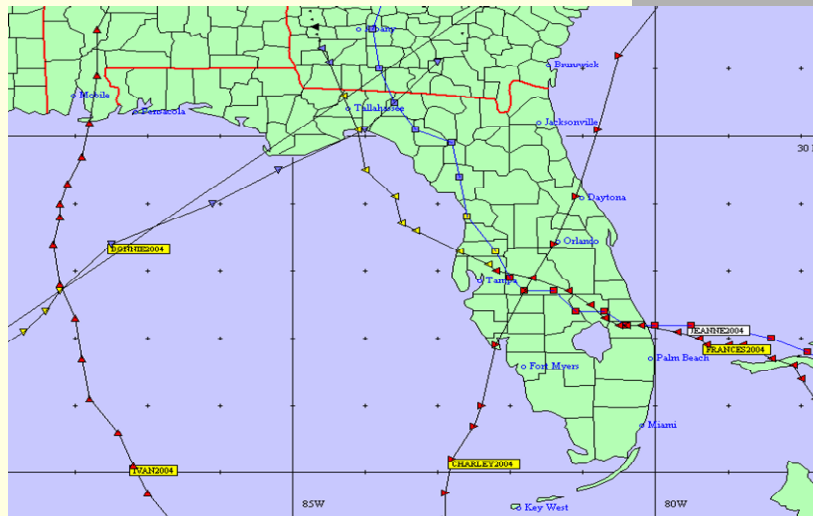 Albany
Brunswick
Mobile
Pensacola
Tallahassee
Jacksonville
30
Daytona
BONNIE2004
Orlando
Tampa
JEANNE2004
FRANCES2004
Palm Beach
Fort Myers
Miami
IVAN2004
CHARLEY2004
85W
80W
Key West